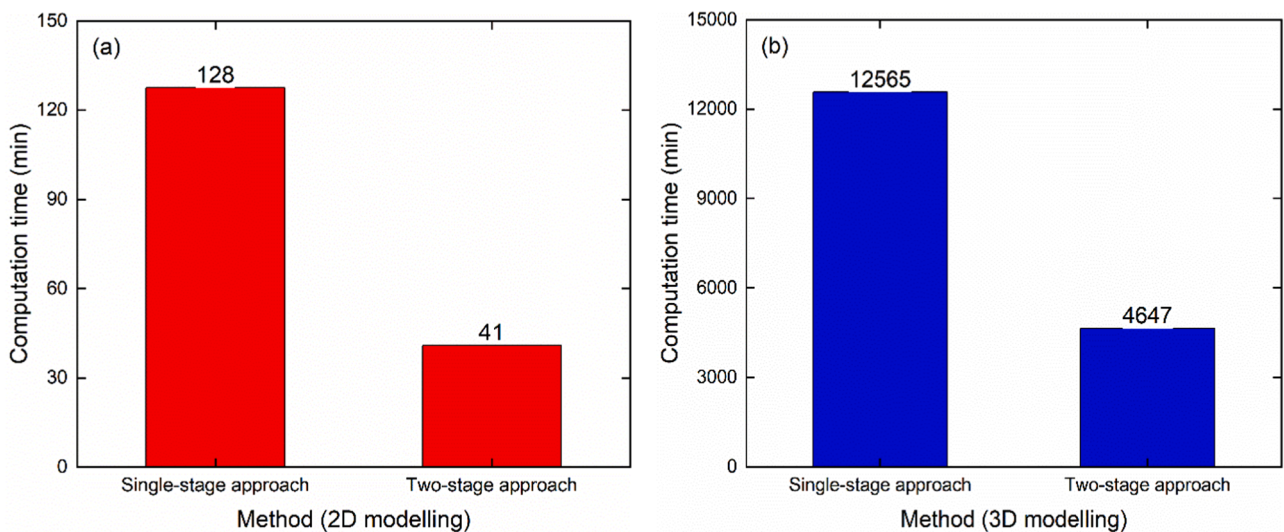 (a)
Computation time (min)
150
120
90
60
30
0
128
41
Single-stage approach
Two-stage approach
Method (2D modelling)
(b)
Computation time (min)
15000
12000
9000
6000
3000
0
12565
4647
Single-stage approach
Two-stage approach
Method (3D modelling)